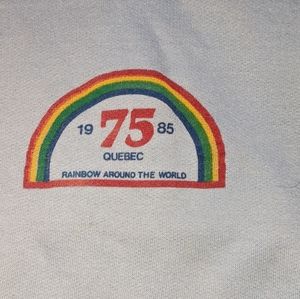 19 75 85
QUEBEC
RAINBOW AROUND THE WORLD